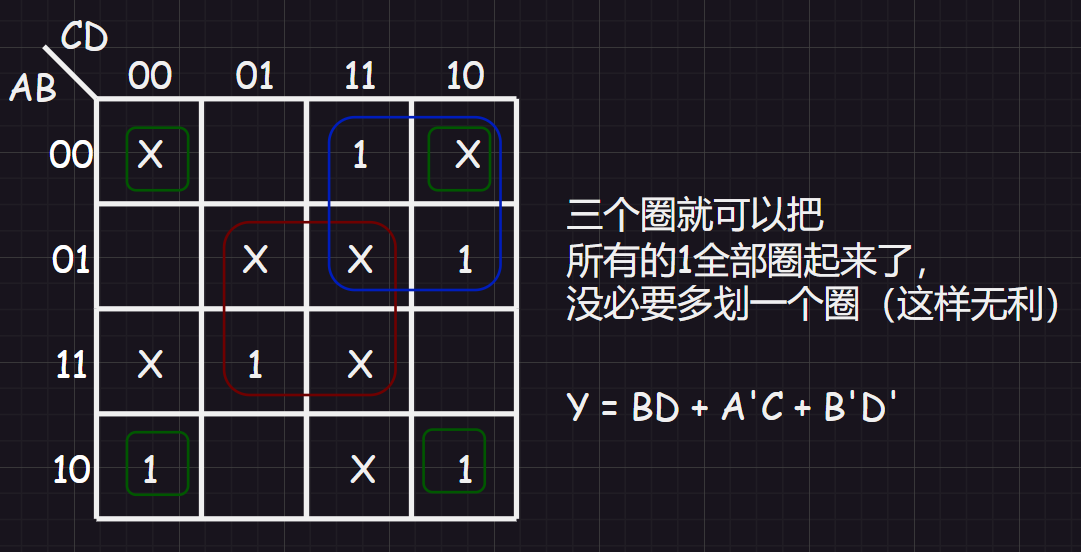 CD
AB
00 01 11 10
00 X 1 X
01 X X 1
11 X 1 X
10 1 X 1
三个圈就可以把
所有的1全部圈起来了，
没必要多划一个圈（这样无利）
Y = BD + A'C + B'D'